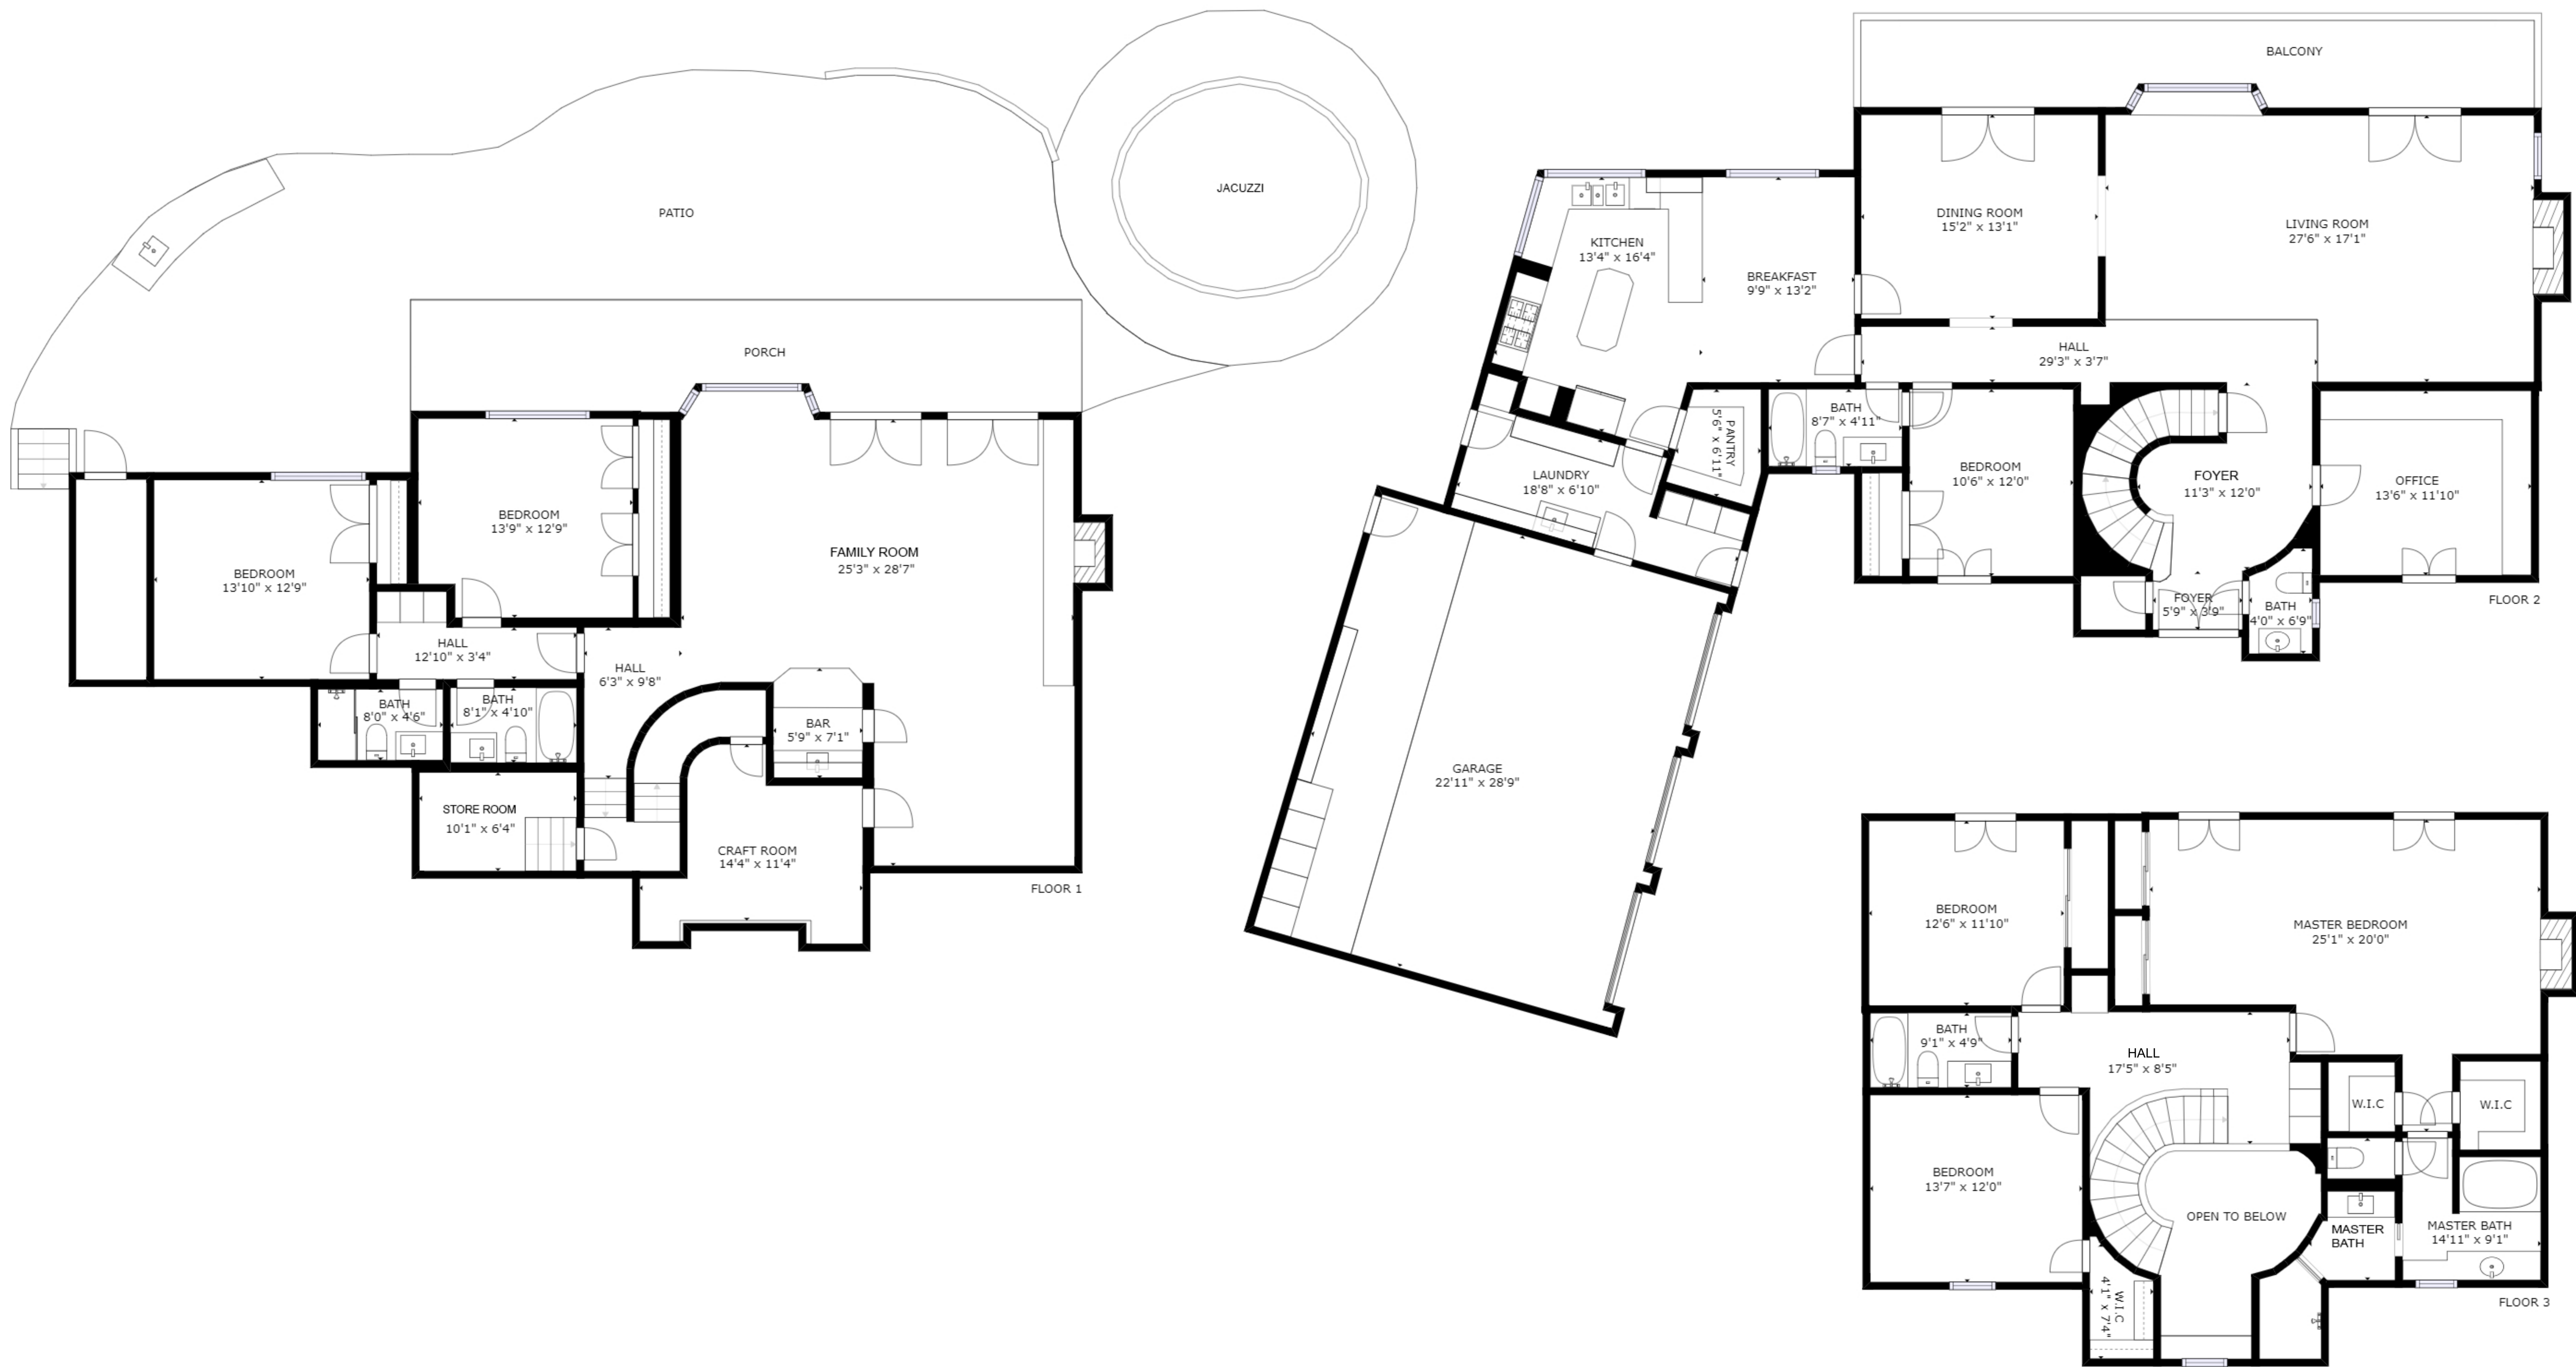 PATIO
JACUZZI
PORCH
BEDROOM
13'9" x 12'9"
BEDROOM
13'10" x 12'9"
FAMILY ROOM
25'3" x 28'7"
HALL
12'10" x 3'4"
HALL
6'3" x 9'8"
BATH
8'0" x 4'6"
BATH
8'1" x 4'10"
BAR
5'9" x 7'1"
STORE ROOM
10'1" x 6'4"
CRAFT ROOM
14'4" x 11'4"
FLOOR 1
BALCONY
DINING ROOM
15'2" x 13'1"
LIVING ROOM
27'6" x 17'1"
KITCHEN
13'4" x 16'4"
BREAKFAST
9'9" x 13'2"
HALL
29'3" x 3'7"
PANTRY
5'6" x 6'11"
BATH
8'7" x 4'11"
LAUNDRY
18'8" x 6'10"
BEDROOM
10'6" x 12'0"
FOYER
11'3" x 12'0"
OFFICE
13'6" x 11'10"
FOYER
5'9" x 3'9"
BATH
4'0" x 6'9"
FLOOR 2
GARAGE
22'11" x 28'9"
BEDROOM
12'6" x 11'10"
MASTER BEDROOM
25'1" x 20'0"
BATH
9'1" x 4'9"
HALL
17'5" x 8'5"
W.I.C
W.I.C
BEDROOM
13'7" x 12'0"
OPEN TO BELOW
MASTER
BATH
MASTER BATH
14'11" x 9'1"
W.I.C
4'1" x 7'4"
FLOOR 3